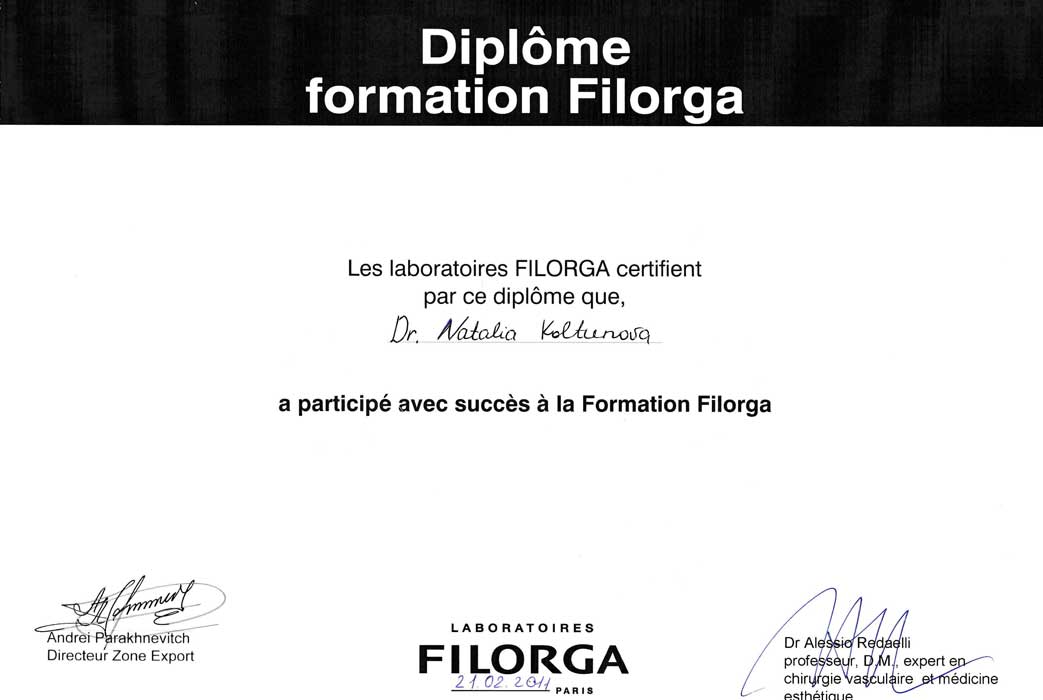 Diplôme
formation Filorga
Les laboratoires FILORGA certifient
par ce diplôme que,
Dr. Natalia Koltunova
a participé avec succès à la Formation Filorga
Andrei Parakhnevitch
Directeur Zone Export
LABORATOIRES
FILORGA
21.02.2011 PARIS
Dr Alessio Redaelli
professeur, D.M., expert en
chirurgie vasculaire et médicine
esthétique